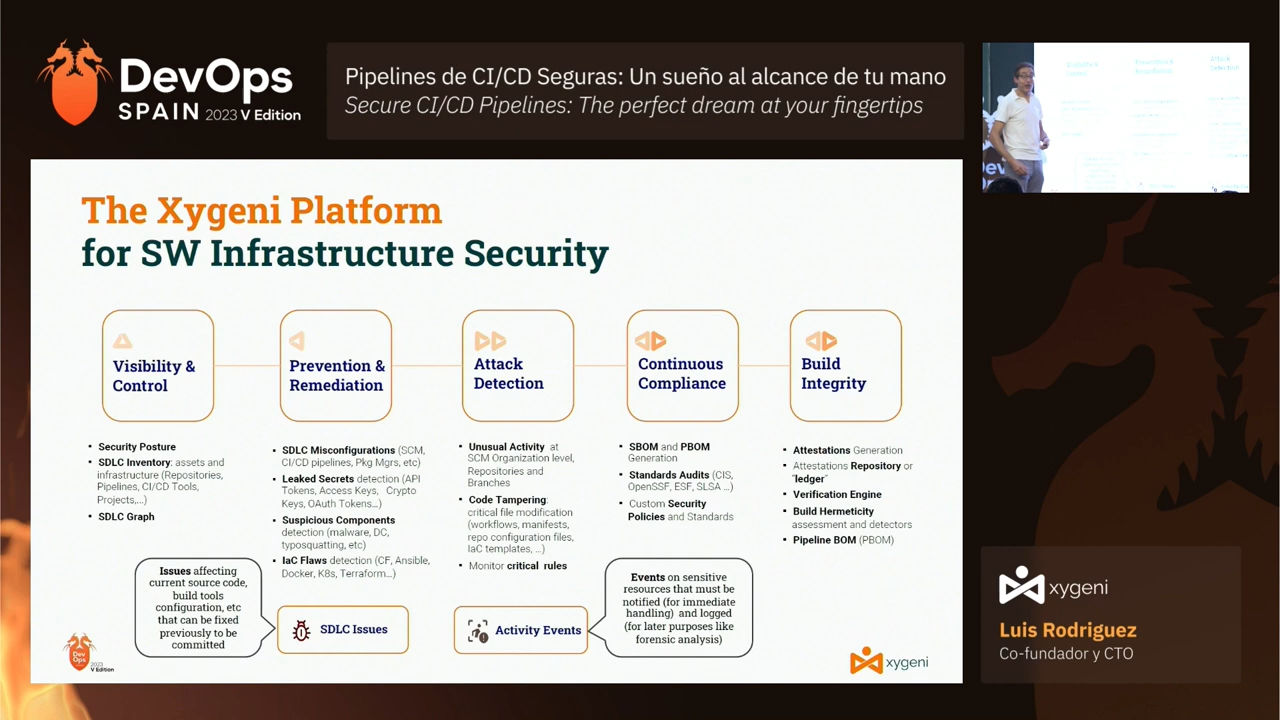 DevOps
SPAIN 2023 V Edition
Pipelines de CI/CD Seguras: Un sueño al alcance de tu mano
Secure CI/CD Pipelines: The perfect dream at your fingertips
Attack
Detection
The Xygeni Platform
for SW Infrastructure Security
Visibility &
Control
Prevention &
Remediation
Attack
Detection
Continuous
Compliance
Build
Integrity
▪ Security Posture
▪ SDLC Inventory: assets and
infrastructure (Repositories,
Pipelines, CI/CD Tools,
Projects,...)
▪ SDLC Graph
▪ SDLC Misconfigurations (SCM,
CI/CD pipelines, Pkg Mgrs, etc)
▪ Leaked Secrets detection (API
Tokens, Access Keys, Crypto
Keys, OAuth Tokens...)
▪ Suspicious Components
detection (malware, DC,
typosquatting, etc)
▪ IaC Flaws detection (CF, Ansible,
Docker, K8s, Terraform...)
▪ Unusual Activity at
SCM Organization level,
Repositories and
Branches
▪ Code Tampering:
critical file modification
(workflows, manifests,
repo configuration files,
IaC templates, ...)
▪ Monitor critical rules
▪ SBOM and PBOM
Generation
▪ Standards Audits (CIS,
OpenSSF, ESF, SLSA ...)
▪ Custom Security
Policies and Standards
▪ Attestations Generation
▪ Attestations Repository or
"ledger"
▪ Verification Engine
▪ Build Hermeticity
assessment and detectors
▪ Pipeline BOM (PBOM)
Issues affecting
current source code,
build tools
configuration, etc
that can be fixed
previously to be
committed
SDLC Issues
Activity Events
Events on sensitive
resources that must be
notified (for immediate
handling) and logged
(for later purposes like
forensic analysis)
Dev
Ops
2023
V Edition
xygeni
xygeni
Luis Rodriguez
Co-fundador y CTO